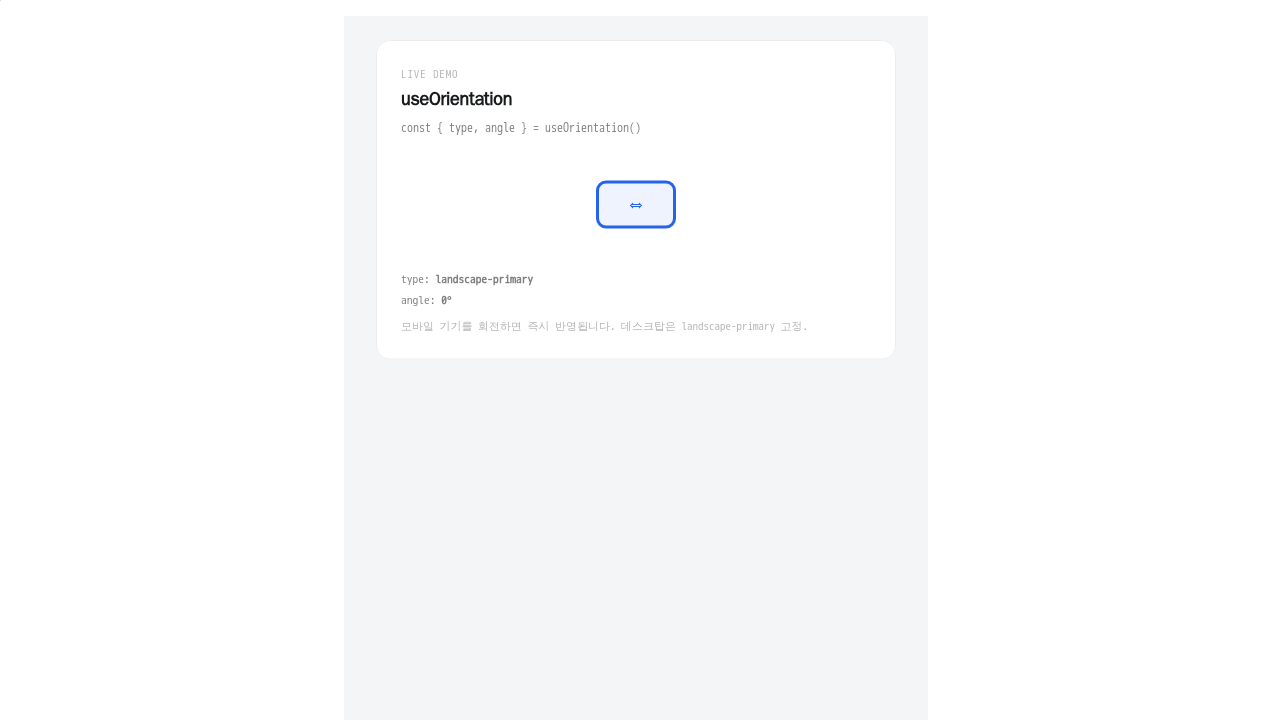 LIVE DEMO
useOrientation
const { type, angle } = useOrientation()
⇔
type: landscape-primary
angle: 0°
모바일 기기를 회전하면 즉시 반영됩니다. 데스크탑은 landscape-primary 고정.